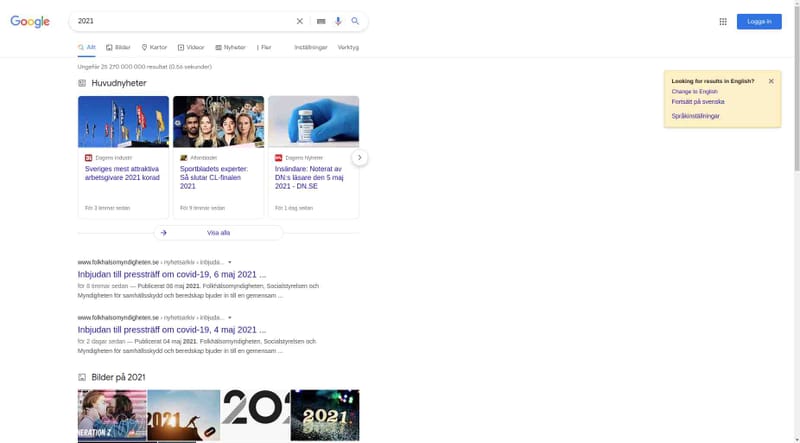 Google
2021
Logga in
Allt
Bilder
Kartor
Videor
Nyheter
Fler
Inställningar
Verktyg
Ungefär 25 270 000 000 resultat (0,56 sekunder)
Looking for results in English?
Change to English
Fortsätt på svenska
Språkinställningar
Huvudnyheter
Dagens industri
Sveriges mest attraktiva
arbetsgivare 2021 korad
För 3 timmar sedan
Aftonbladet
Sportbladets experter:
Så slutar CL-finalen
2021
För 9 timmar sedan
Dagens Nyheter
Insändare: Noterat av
DN:s läsare den 5 maj
2021 - DN.SE
För 1 dag sedan
Visa alla
www.folkhalsomyndigheten.se › nyhetsarkiv › inbjuda...
Inbjudan till pressträff om covid-19, 6 maj 2021 ...
för 8 timmar sedan — Publicerat 06 maj 2021. Folkhälsomyndigheten, Socialstyrelsen och
Myndigheten för samhällsskydd och beredskap bjuder in till en gemensam ...
www.folkhalsomyndigheten.se › nyhetsarkiv › inbjuda...
Inbjudan till pressträff om covid-19, 4 maj 2021 ...
för 2 dagar sedan — Publicerat 04 maj 2021. Folkhälsomyndigheten, Socialstyrelsen och
Myndigheten för samhällsskydd och beredskap bjuder in till en gemensam ...
Bilder på 2021
NERATION Z
2021
202
2021